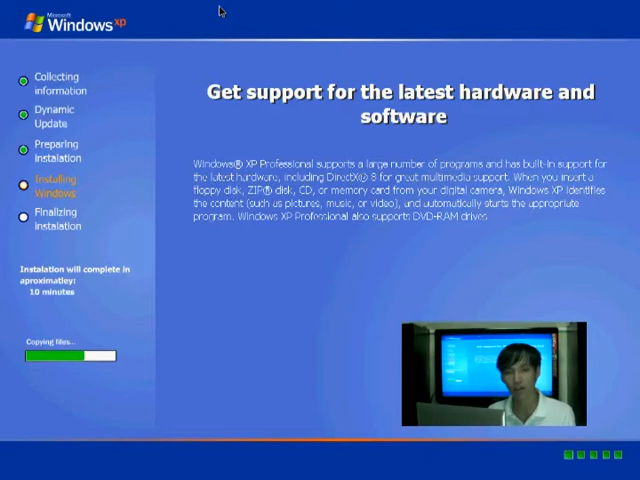 Microsoft
Windows xp
Collecting
information
Dynamic
Update
Preparing
Instalation
Installing
Windows
Finalizing
Instalation
Instalation will complete in
aproximatley:
10 minutes
Copying files...
Get support for the latest hardware and
software
Windows® XP Professional supports a large number of programs and has built-in support for
the latest hardware, including DirectX® 8 for great multimedia support. When you insert a
floppy disk, ZIP® disk, CD, or memory card from your digital camera, Windows XP identifies
the content (such as pictures, music, or video), and automatically starts the appropriate
program. Windows XP Professional also supports DVD-RAM drives.